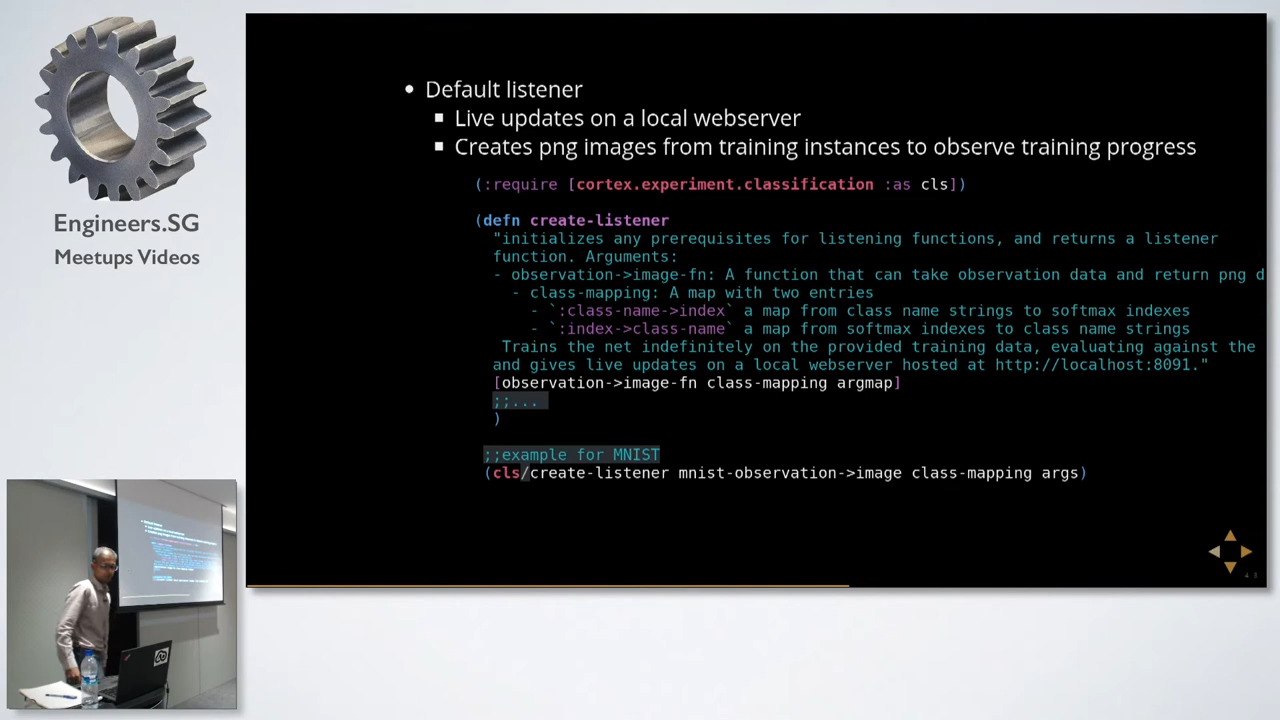 Engineers.SG
Meetups Videos
• Default listener
▪ Live updates on a local webserver
▪ Creates png images from training instances to observe training progress
(:require [cortex.experiment.classification :as cls])
(defn create-listener
"initializes any prerequisites for listening functions, and returns a listener
function. Arguments:
- observation->image-fn: A function that can take observation data and return png d
- class-mapping: A map with two entries
- `:class-name->index` a map from class name strings to softmax indexes
- `:index->class-name` a map from softmax indexes to class name strings
Trains the net indefinitely on the provided training data, evaluating against the
and gives live updates on a local webserver hosted at http://localhost:8091."
[observation->image-fn class-mapping argmap]
;;...
)
;;example for MNIST
(cls/create-listener mnist-observation->image class-mapping args)
4 3